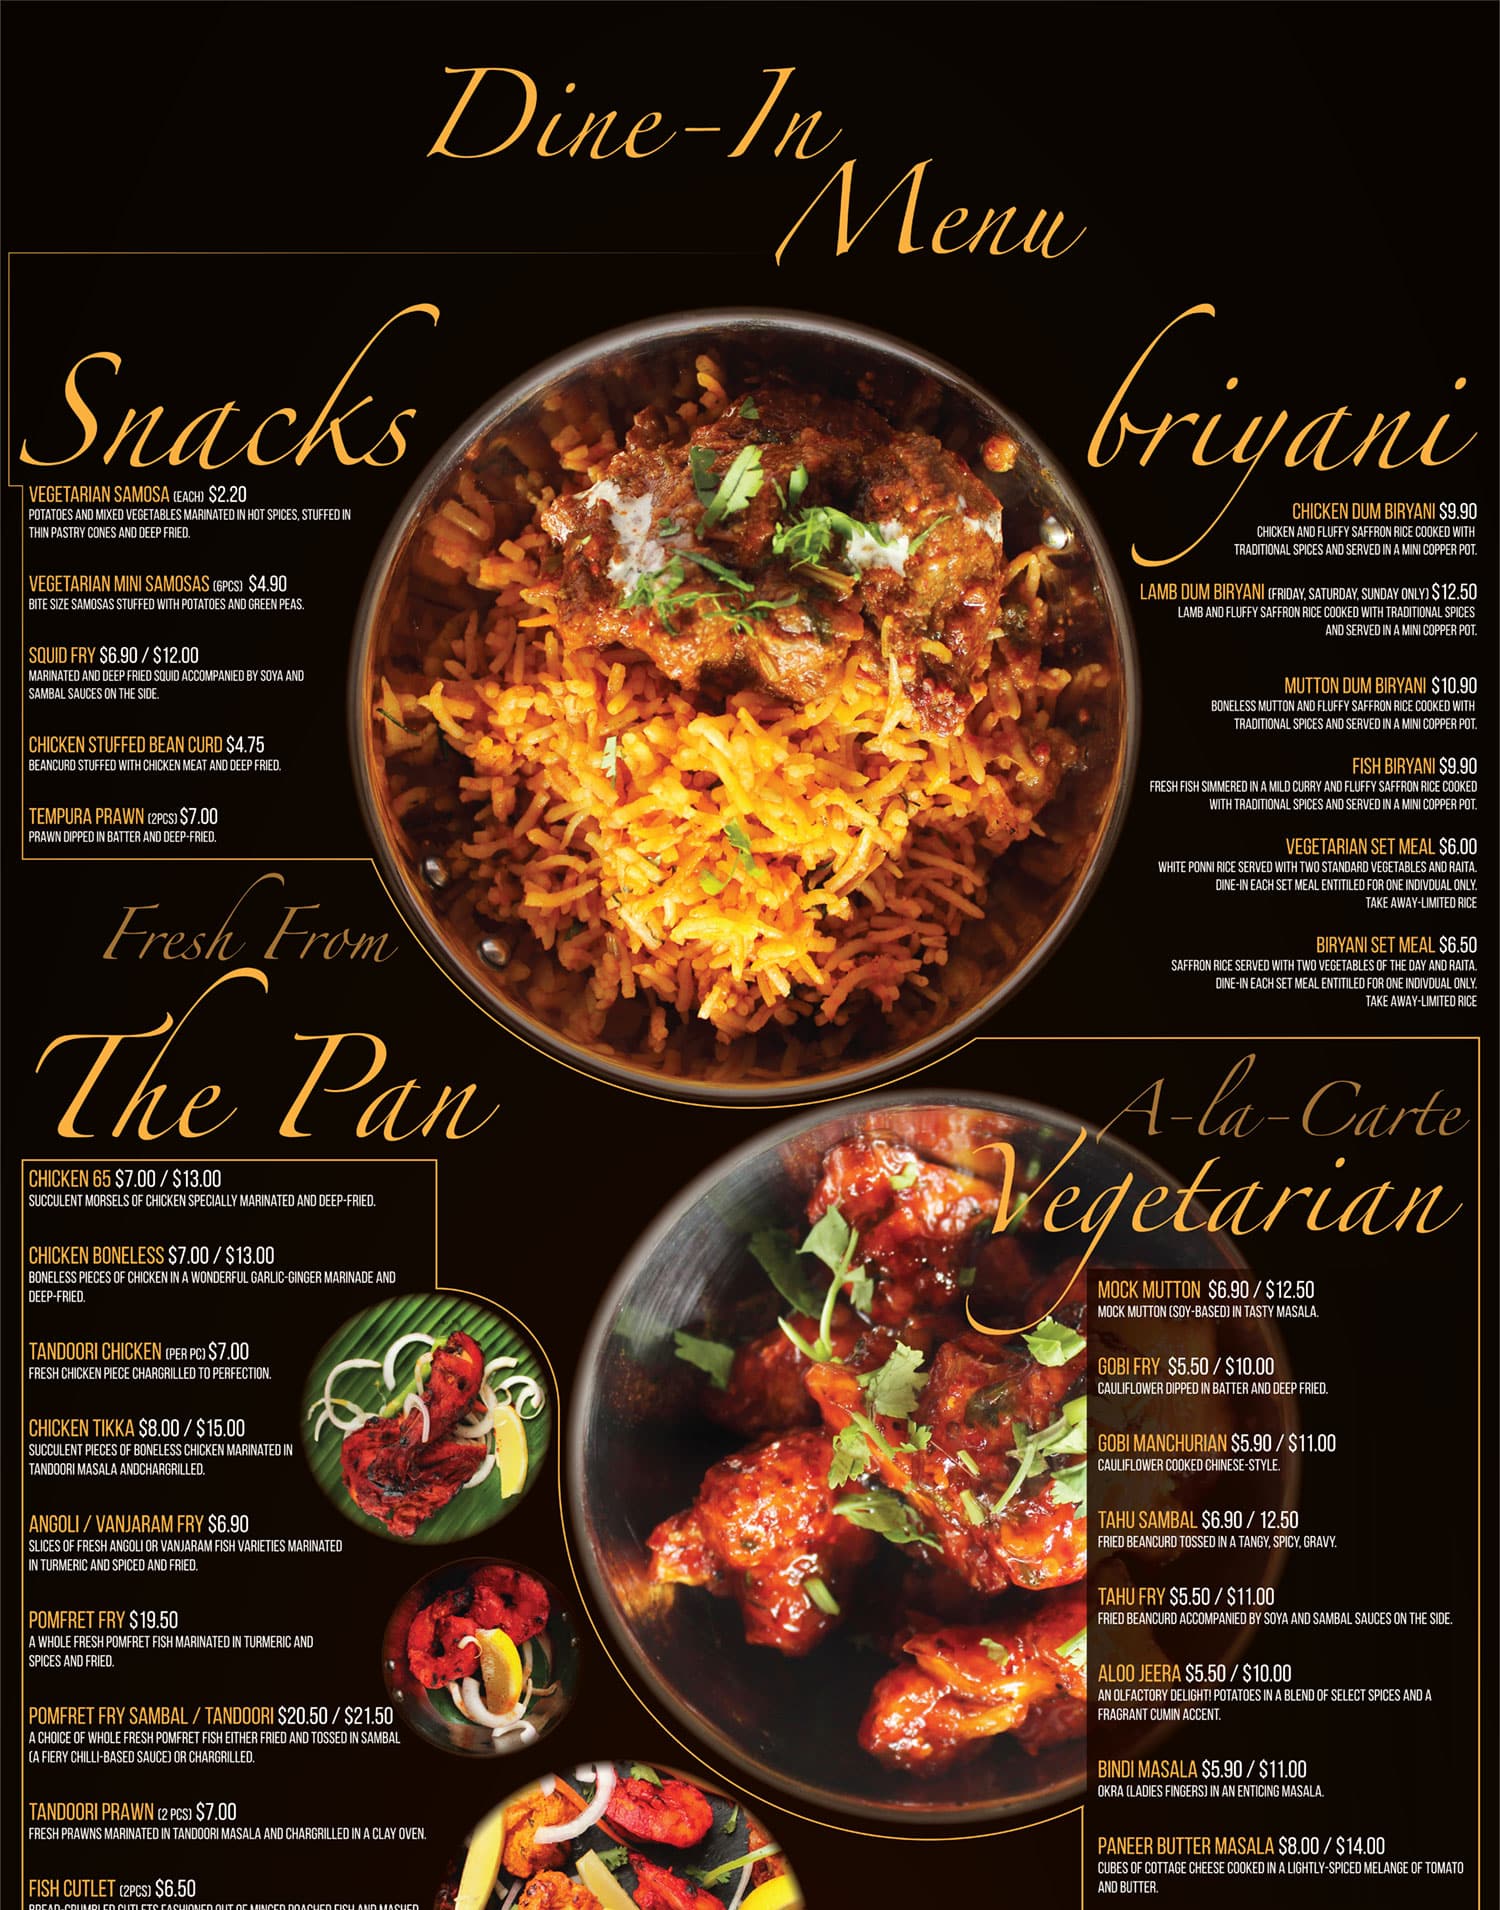 Dine-In
Menu
Snacks
VEGETARIAN SAMOSA (EACH) $2.20
POTATOES AND MIXED VEGETABLES MARINATED IN HOT SPICES, STUFFED IN
THIN PASTRY CONES AND DEEP FRIED.
VEGETARIAN MINI SAMOSAS (6PCS) $4.90
BITE SIZE SAMOSAS STUFFED WITH POTATOES AND GREEN PEAS.
SQUID FRY $6.90 / $12.00
MARINATED AND DEEP FRIED SQUID ACCOMPANIED BY SOYA AND
SAMBAL SAUCES ON THE SIDE.
CHICKEN STUFFED BEAN CURD $4.75
BEANCURD STUFFED WITH CHICKEN MEAT AND DEEP FRIED.
TEMPURA PRAWN (2PCS) $7.00
PRAWN DIPPED IN BATTER AND DEEP-FRIED.
briyani
CHICKEN DUM BIRYANI $9.90
CHICKEN AND FLUFFY SAFFRON RICE COOKED WITH
TRADITIONAL SPICES AND SERVED IN A MINI COPPER POT.
LAMB DUM BIRYANI (FRIDAY, SATURDAY, SUNDAY ONLY) $12.50
LAMB AND FLUFFY SAFFRON RICE COOKED WITH TRADITIONAL SPICES
AND SERVED IN A MINI COPPER POT.
MUTTON DUM BIRYANI $10.90
BONELESS MUTTON AND FLUFFY SAFFRON RICE COOKED WITH
TRADITIONAL SPICES AND SERVED IN A MINI COPPER POT.
FISH BIRYANI $9.90
FRESH FISH SIMMERED IN A MILD CURRY AND FLUFFY SAFFRON RICE COOKED
WITH TRADITIONAL SPICES AND SERVED IN A MINI COPPER POT.
VEGETARIAN SET MEAL $6.00
WHITE PONNI RICE SERVED WITH TWO STANDARD VEGETABLES AND RAITA.
DINE-IN EACH SET MEAL ENTITILED FOR ONE INDIVDUAL ONLY.
TAKE AWAY-LIMITED RICE
BIRYANI SET MEAL $6.50
SAFFRON RICE SERVED WITH TWO VEGETABLES OF THE DAY AND RAITA.
DINE-IN EACH SET MEAL ENTITILED FOR ONE INDIVDUAL ONLY.
TAKE AWAY-LIMITED RICE
Fresh From
The Pan
CHICKEN 65 $7.00 / $13.00
SUCCULENT MORSELS OF CHICKEN SPECIALLY MARINATED AND DEEP-FRIED.
CHICKEN BONELESS $7.00 / $13.00
BONELESS PIECES OF CHICKEN IN A WONDERFUL GARLIC-GINGER MARINADE AND
DEEP-FRIED.
TANDOORI CHICKEN (PER PC) $7.00
FRESH CHICKEN PIECE CHARGRILLED TO PERFECTION.
CHICKEN TIKKA $8.00 / $15.00
SUCCULENT PIECES OF BONELESS CHICKEN MARINATED IN
TANDOORI MASALA ANDCHARGRILLED.
ANGOLI / VANJARAM FRY $6.90
SLICES OF FRESH ANGOLI OR VANJARAM FISH VARIETIES MARINATED
IN TURMERIC AND SPICED AND FRIED.
POMFRET FRY $19.50
A WHOLE FRESH POMFRET FISH MARINATED IN TURMERIC AND
SPICES AND FRIED.
POMFRET FRY SAMBAL / TANDOORI $20.50 / $21.50
A CHOICE OF WHOLE FRESH POMFRET FISH EITHER FRIED AND TOSSED IN SAMBAL
(A FIERY CHILLI-BASED SAUCE) OR CHARGRILLED.
TANDOORI PRAWN (2 PCS) $7.00
FRESH PRAWNS MARINATED IN TANDOORI MASALA AND CHARGRILLED IN A CLAY OVEN.
FISH CUTLET (2PCS) $6.50
BREAD-CRUMBLED CUTLETS FASHIONED OUT OF MINCED POACHED FISH AND MASHED
A-la-Carte
Vegetarian
MOCK MUTTON $6.90 / $12.50
MOCK MUTTON (SOY-BASED) IN TASTY MASALA.
GOBI FRY $5.50 / $10.00
CAULIFLOWER DIPPED IN BATTER AND DEEP FRIED.
GOBI MANCHURIAN $5.90 / $11.00
CAULIFLOWER COOKED CHINESE-STYLE.
TAHU SAMBAL $6.90 / 12.50
FRIED BEANCURD TOSSED IN A TANGY, SPICY, GRAVY.
TAHU FRY $5.50 / $11.00
FRIED BEANCURD ACCOMPANIED BY SOYA AND SAMBAL SAUCES ON THE SIDE.
ALOO JEERA $5.50 / $10.00
AN OLFACTORY DELIGHT! POTATOES IN A BLEND OF SELECT SPICES AND A
FRAGRANT CUMIN ACCENT.
BINDI MASALA $5.90 / $11.00
OKRA (LADIES FINGERS) IN AN ENTICING MASALA.
PANEER BUTTER MASALA $8.00 / $14.00
CUBES OF COTTAGE CHEESE COOKED IN A LIGHTLY-SPICED MELANGE OF TOMATO
AND BUTTER.